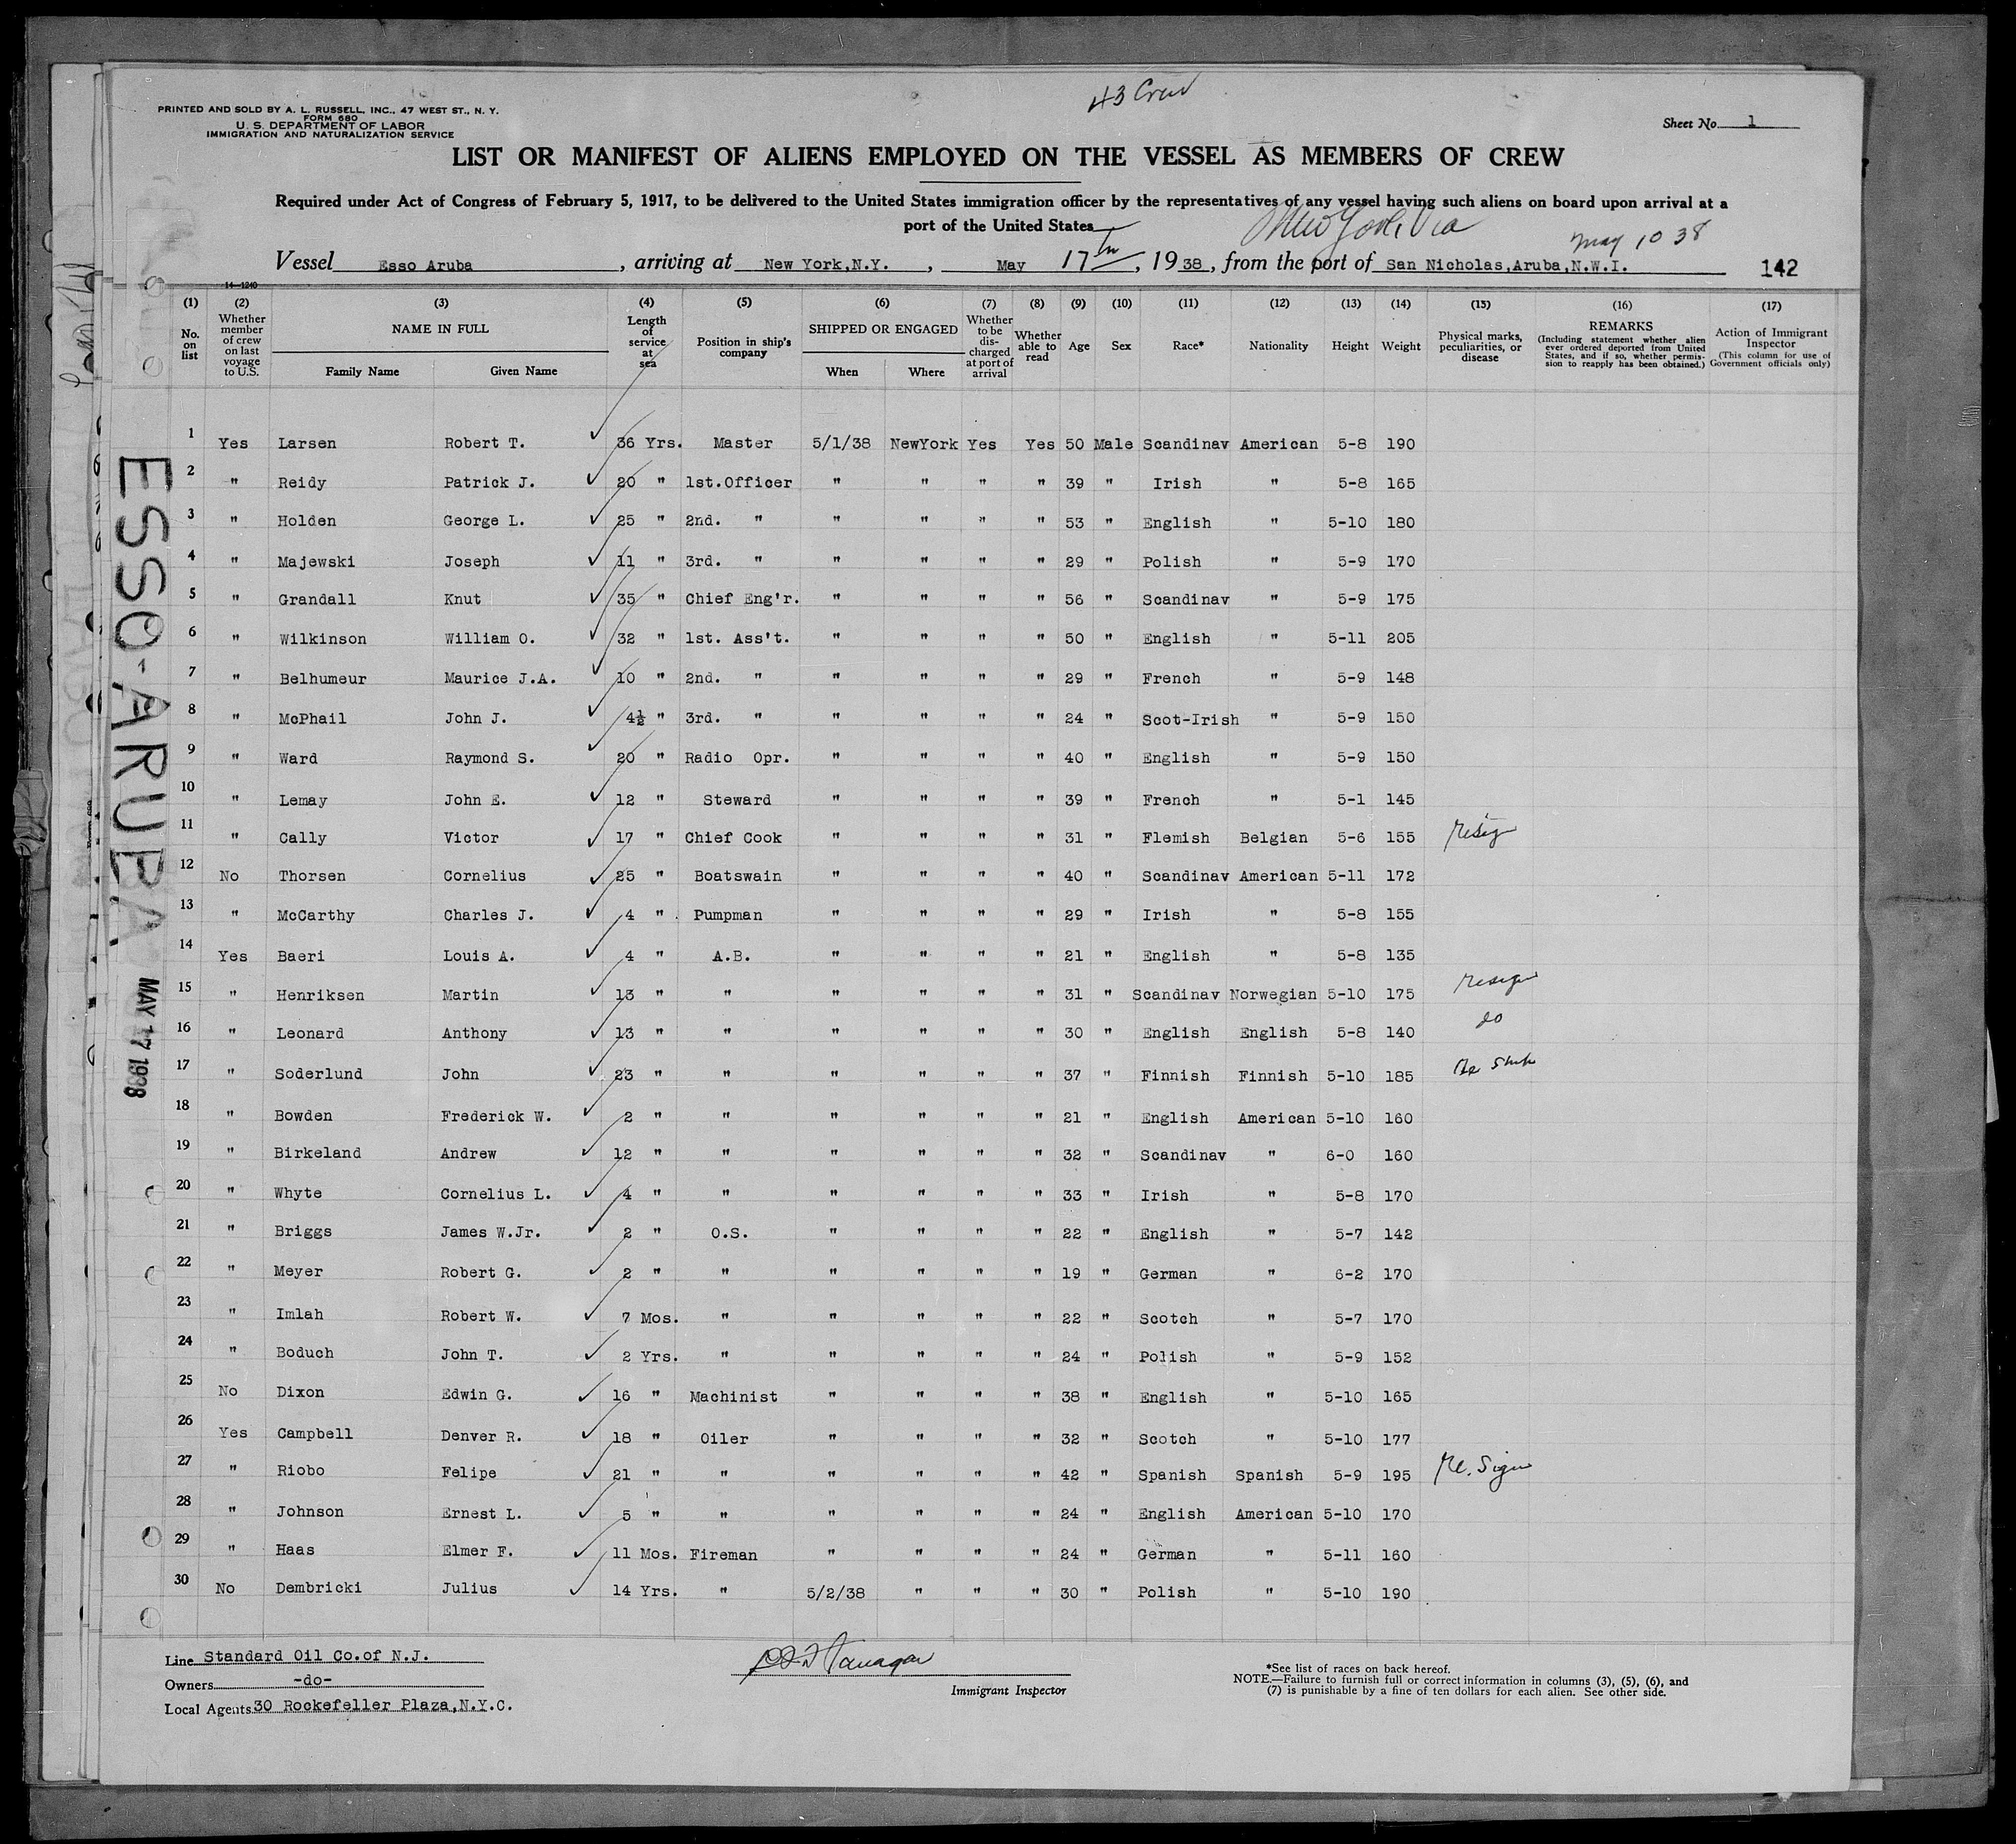 43 Crew
PRINTED AND SOLD BY A. L. RUSSELL, INC., 47 WEST ST., N. Y.
FORM 680
U. S. DEPARTMENT OF LABOR
IMMIGRATION AND NATURALIZATION SERVICE
Sheet No. 1
LIST OR MANIFEST OF ALIENS EMPLOYED ON THE VESSEL AS MEMBERS OF CREW
Required under Act of Congress of February 5, 1917, to be delivered to the United States immigration officer by the representatives of any vessel having such aliens on board upon arrival at a
port of the United States
New York Via
May 10 38
Vessel Esso Aruba, arriving at New York,N.Y., May 17th, 1938, from the port of San Nicholas,Aruba,N.W.I. 142
14-1240
(1) (2) (3) (4) (5) (6) (7) (8) (9) (10) (11) (12) (13) (14) (15) (16) (17)
No. on list
Whether member of crew on last voyage to U.S.
NAME IN FULL
Family Name Given Name
Length of service at sea
Position in ship's company
SHIPPED OR ENGAGED
When Where
Whether to be discharged at port of arrival
Whether able to read
Age
Sex
Race*
Nationality
Height
Weight
Physical marks, peculiarities, or disease
REMARKS
(Including statement whether alien ever ordered deported from United States, and if so, whether permission to reapply has been obtained.)
Action of Immigrant Inspector
(This column for use of Government officials only)
1 Yes Larsen Robert T. 36 Yrs. Master 5/1/38 NewYork Yes Yes 50 Male Scandinav American 5-8 190
2 " Reidy Patrick J. 20 " 1st.Officer " " " " 39 " Irish " 5-8 165
3 " Holden George L. 25 " 2nd. " " " " " 53 " English " 5-10 180
4 " Majewski Joseph 11 " 3rd. " " " " " 29 " Polish " 5-9 170
5 " Grandall Knut 35 " Chief Eng'r. " " " " 56 " Scandinav " 5-9 175
6 " Wilkinson William O. 32 " 1st. Ass't. " " " " 50 " English " 5-11 205
7 " Belhumeur Maurice J.A. 10 " 2nd. " " " " " 29 " French " 5-9 148
8 " McPhail John J. 4½ " 3rd. " " " " " 24 " Scot-Irish " 5-9 150
9 " Ward Raymond S. 20 " Radio Opr. " " " " 40 " English " 5-9 150
10 " Lemay John E. 12 " Steward " " " " 39 " French " 5-1 145
11 " Cally Victor 17 " Chief Cook " " " " 31 " Flemish Belgian 5-6 155 resign
12 No Thorsen Cornelius 25 " Boatswain " " " " 40 " Scandinav American 5-11 172
13 " McCarthy Charles J. 4 " Pumpman " " " " 29 " Irish " 5-8 155
14 Yes Baeri Louis A. 4 " A.B. " " " " 21 " English " 5-8 135
15 " Henriksen Martin 13 " " " " " " 31 " Scandinav Norwegian 5-10 175 resign
16 " Leonard Anthony 13 " " " " " " 30 " English English 5-8 140 do
17 " Soderlund John 23 " " " " " " 37 " Finnish Finnish 5-10 185
18 " Bowden Frederick W. 2 " " " " " " 21 " English American 5-10 160
19 " Birkeland Andrew 12 " " " " " " 32 " Scandinav " 6-0 160
20 " Whyte Cornelius L. 4 " " " " " " 33 " Irish " 5-8 170
21 " Briggs James W.Jr. 2 " O.S. " " " " 22 " English " 5-7 142
22 " Meyer Robert G. 2 " " " " " " 19 " German " 6-2 170
23 " Imlah Robert W. 7 Mos. " " " " " 22 " Scotch " 5-7 170
24 " Boduch John T. 2 Yrs. " " " " " 24 " Polish " 5-9 152
25 No Dixon Edwin G. 16 " Machinist " " " " 38 " English " 5-10 165
26 Yes Campbell Denver R. 18 " Oiler " " " " 32 " Scotch " 5-10 177
27 " Riobo Felipe 21 " " " " " " 42 " Spanish Spanish 5-9 195 Re. Sign
28 " Johnson Ernest L. 5 " " " " " " 24 " English American 5-10 170
29 " Haas Elmer F. 11 Mos. Fireman " " " " 24 " German " 5-11 160
30 No Dembricki Julius 14 Yrs. " 5/2/38 " " " 30 " Polish " 5-10 190
ESSO-ARUBA
MAY 17 1938
Line Standard Oil Co.of N.J.
Owners -do-
Local Agents 30 Rockefeller Plaza,N.Y.C.
Immigrant Inspector
*See list of races on back hereof.
NOTE.—Failure to furnish full or correct information in columns (3), (5), (6), and
(7) is punishable by a fine of ten dollars for each alien. See other side.